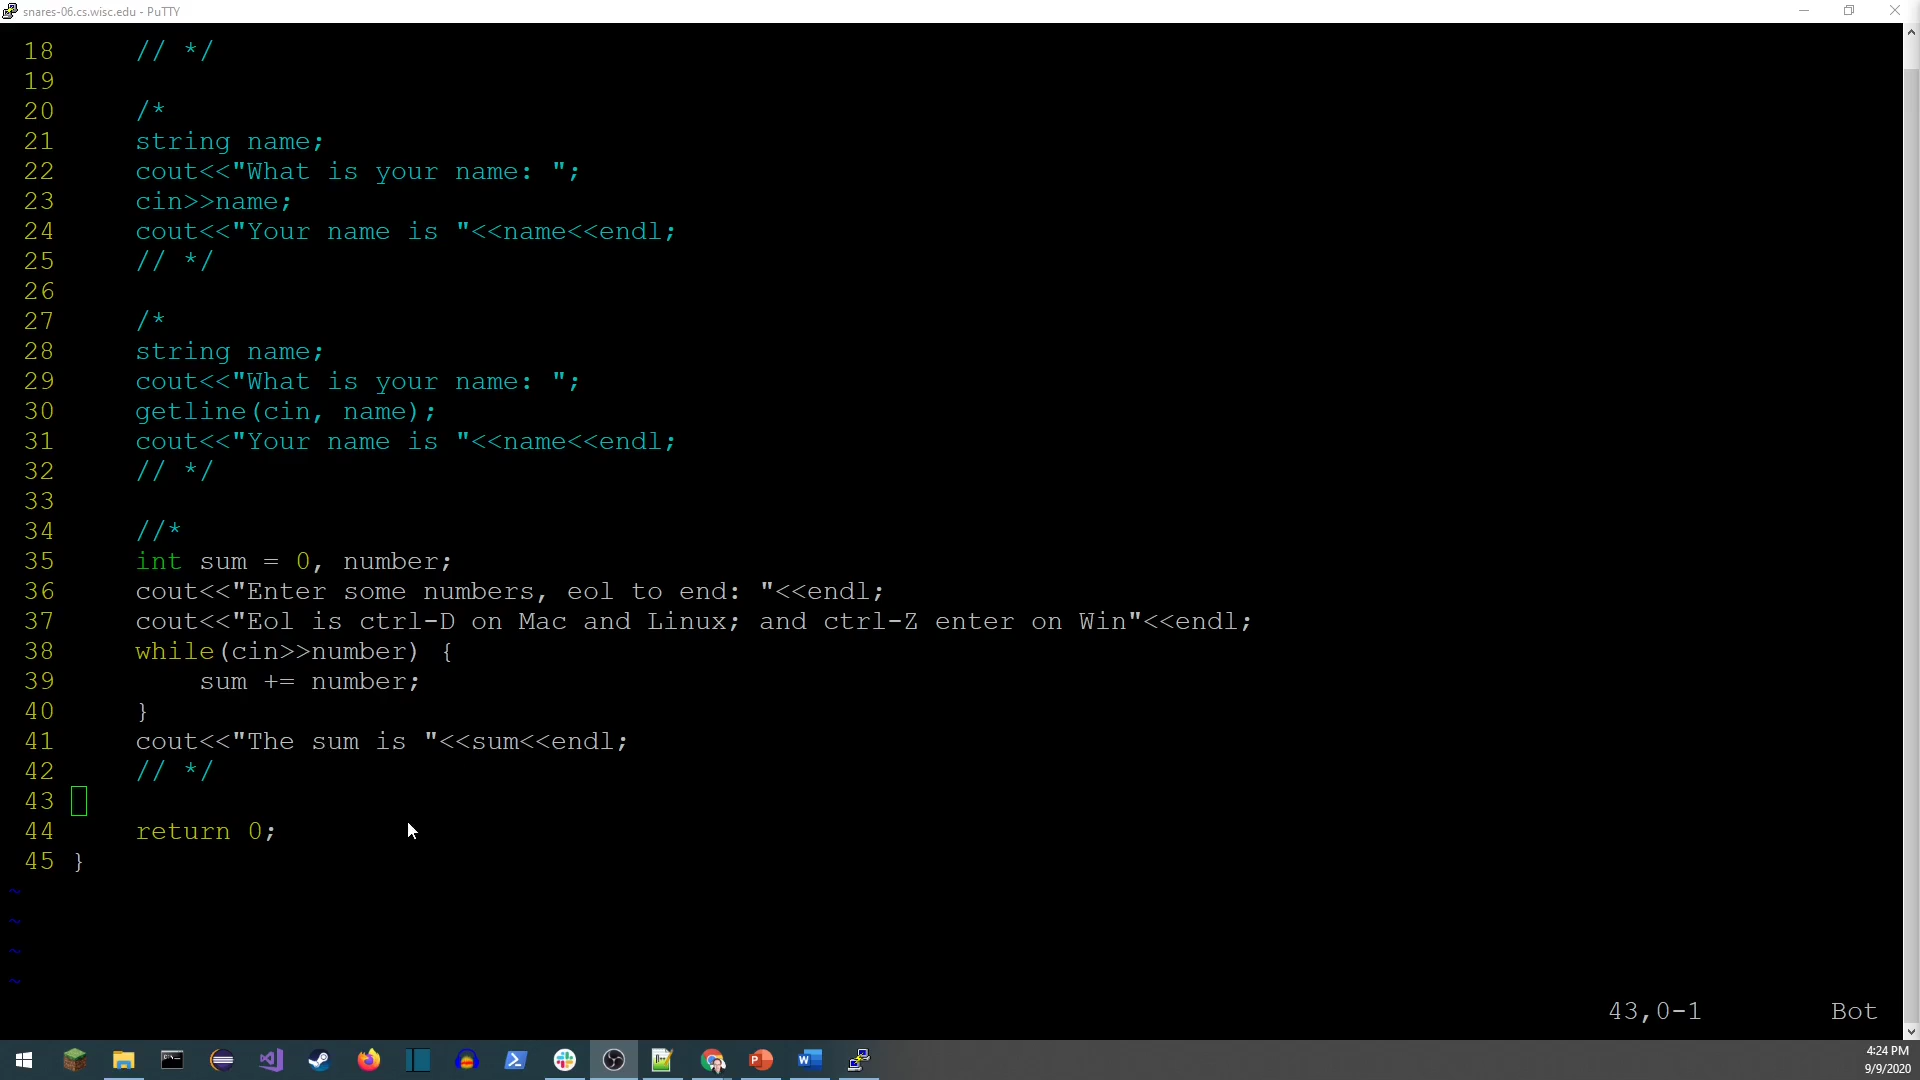 snares-06.cs.wisc.edu - PuTTY
18     // */
19
20     /*
21     string name;
22     cout<<"What is your name: ";
23     cin>>name;
24     cout<<"Your name is "<<name<<endl;
25     // */
26
27     /*
28     string name;
29     cout<<"What is your name: ";
30     getline(cin, name);
31     cout<<"Your name is "<<name<<endl;
32     // */
33
34     //*
35     int sum = 0, number;
36     cout<<"Enter some numbers, eol to end: "<<endl;
37     cout<<"Eol is ctrl-D on Mac and Linux; and ctrl-Z enter on Win"<<endl;
38     while(cin>>number) {
39         sum += number;
40     }
41     cout<<"The sum is "<<sum<<endl;
42     // */
43
44     return 0;
45 }
~
~
~
~
43,0-1 Bot
4:24 PM
9/9/2020